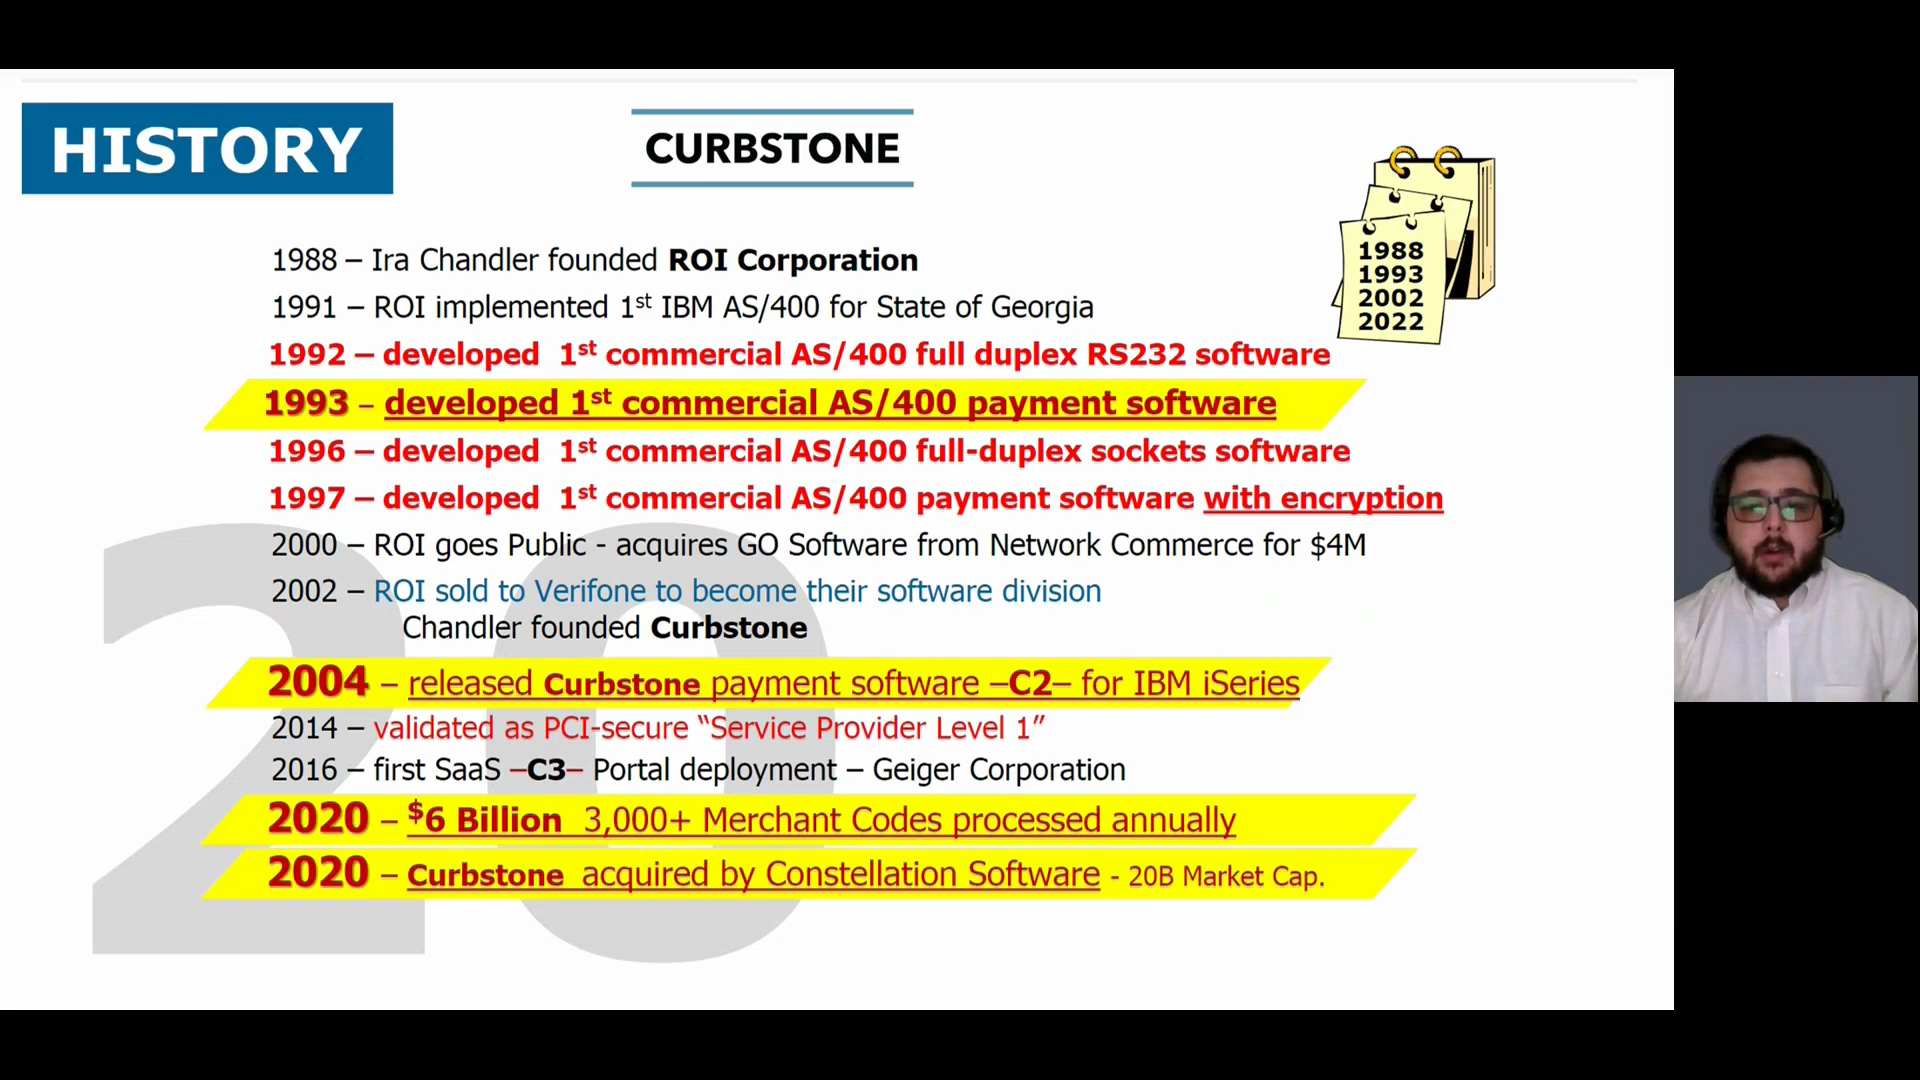 HISTORY
CURBSTONE
1988
1993
2002
2022
1988 – Ira Chandler founded ROI Corporation
1991 – ROI implemented 1st IBM AS/400 for State of Georgia
1992 – developed 1st commercial AS/400 full duplex RS232 software
1993 – developed 1st commercial AS/400 payment software
1996 – developed 1st commercial AS/400 full-duplex sockets software
1997 – developed 1st commercial AS/400 payment software with encryption
2000 – ROI goes Public - acquires GO Software from Network Commerce for $4M
2002 – ROI sold to Verifone to become their software division
Chandler founded Curbstone
2004 – released Curbstone payment software –C2– for IBM iSeries
2014 – validated as PCI-secure “Service Provider Level 1”
2016 – first SaaS –C3– Portal deployment – Geiger Corporation
2020 – $6 Billion 3,000+ Merchant Codes processed annually
2020 – Curbstone acquired by Constellation Software - 20B Market Cap.
20